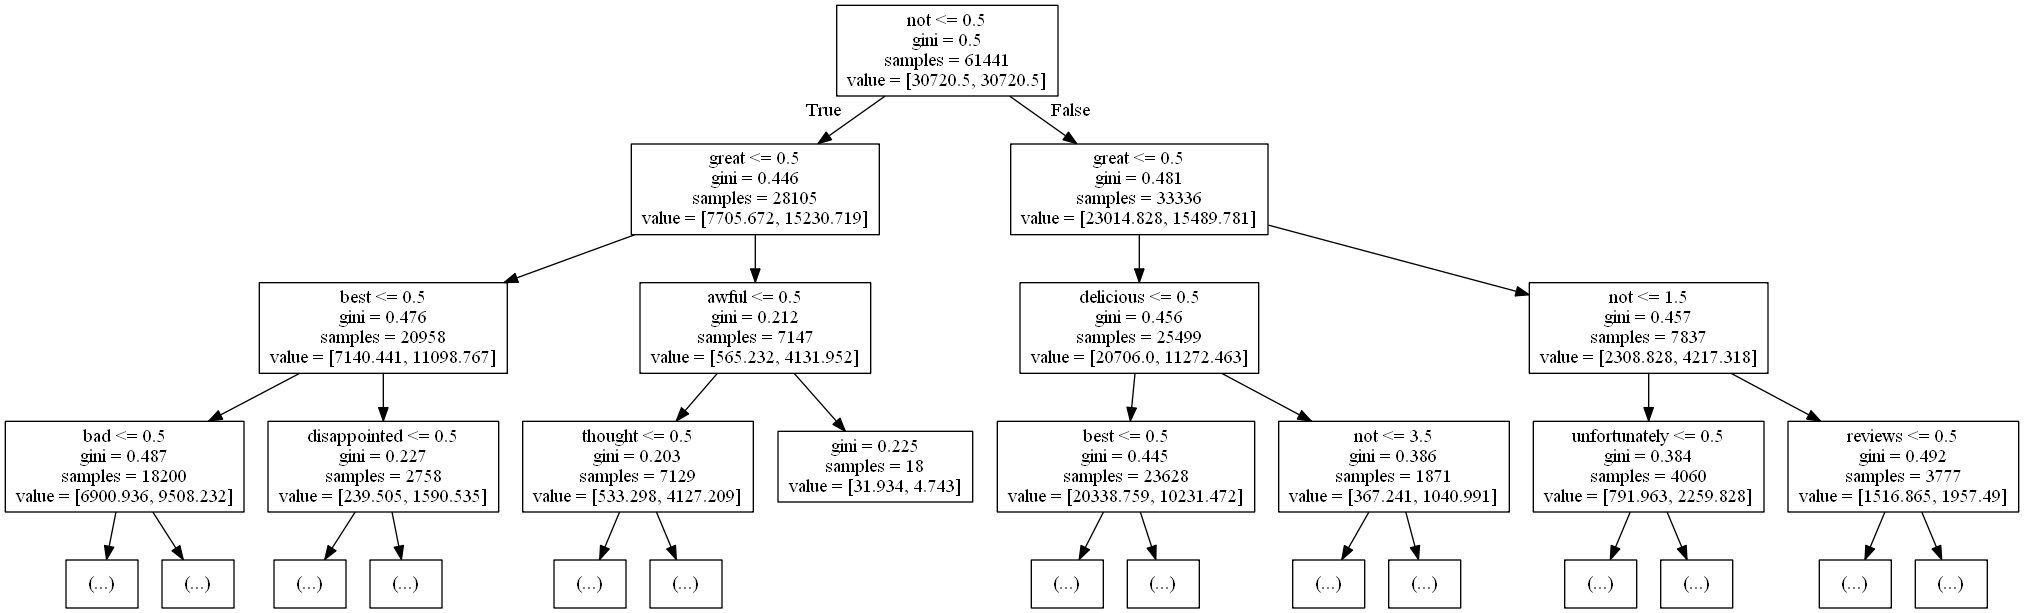 not <= 0.5
gini = 0.5
samples = 61441
value = [30720.5, 30720.5]
True
False
great <= 0.5
gini = 0.446
samples = 28105
value = [7705.672, 15230.719]
great <= 0.5
gini = 0.481
samples = 33336
value = [23014.828, 15489.781]
best <= 0.5
gini = 0.476
samples = 20958
value = [7140.441, 11098.767]
awful <= 0.5
gini = 0.212
samples = 7147
value = [565.232, 4131.952]
delicious <= 0.5
gini = 0.456
samples = 25499
value = [20706.0, 11272.463]
not <= 1.5
gini = 0.457
samples = 7837
value = [2308.828, 4217.318]
bad <= 0.5
gini = 0.487
samples = 18200
value = [6900.936, 9508.232]
disappointed <= 0.5
gini = 0.227
samples = 2758
value = [239.505, 1590.535]
thought <= 0.5
gini = 0.203
samples = 7129
value = [533.298, 4127.209]
gini = 0.225
samples = 18
value = [31.934, 4.743]
best <= 0.5
gini = 0.445
samples = 23628
value = [20338.759, 10231.472]
not <= 3.5
gini = 0.386
samples = 1871
value = [367.241, 1040.991]
unfortunately <= 0.5
gini = 0.384
samples = 4060
value = [791.963, 2259.828]
reviews <= 0.5
gini = 0.492
samples = 3777
value = [1516.865, 1957.49]
(...)
(...)
(...)
(...)
(...)
(...)
(...)
(...)
(...)
(...)
(...)
(...)
(...)
(...)